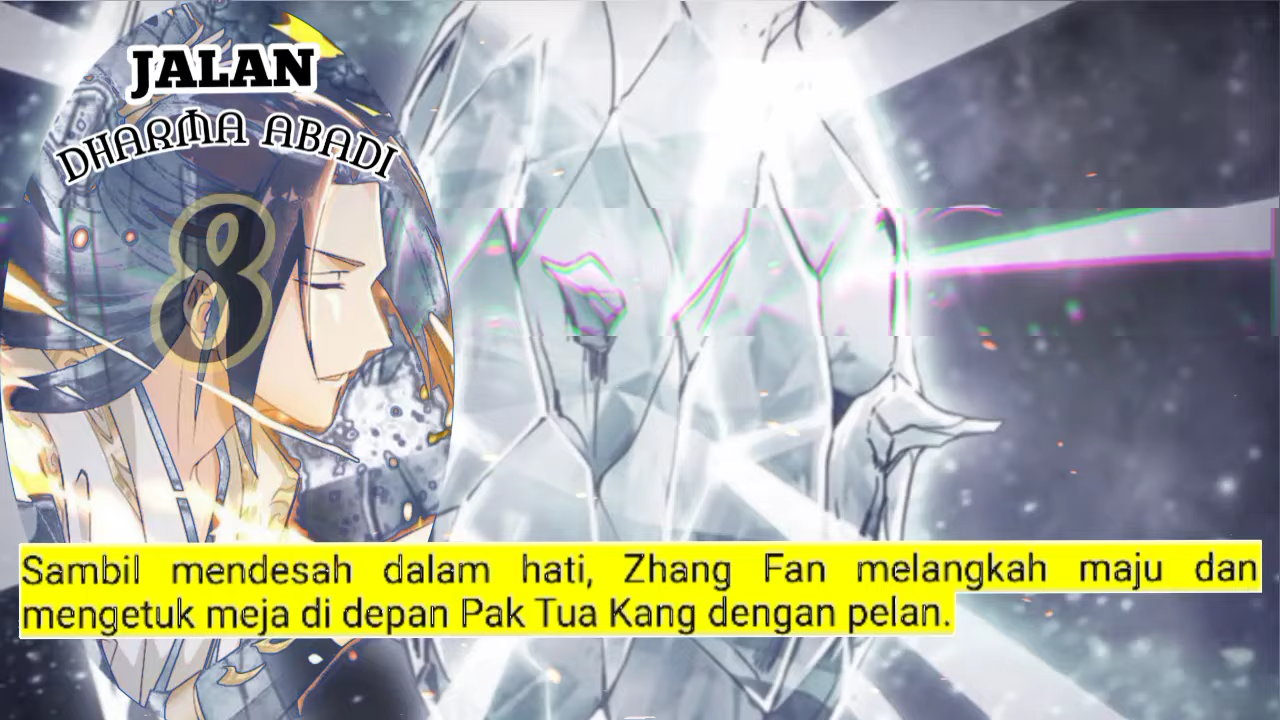 JALAN
DHARMA ABADI
8
Sambil mendesah dalam hati, Zhang Fan melangkah maju dan
mengetuk meja di depan Pak Tua Kang dengan pelan.